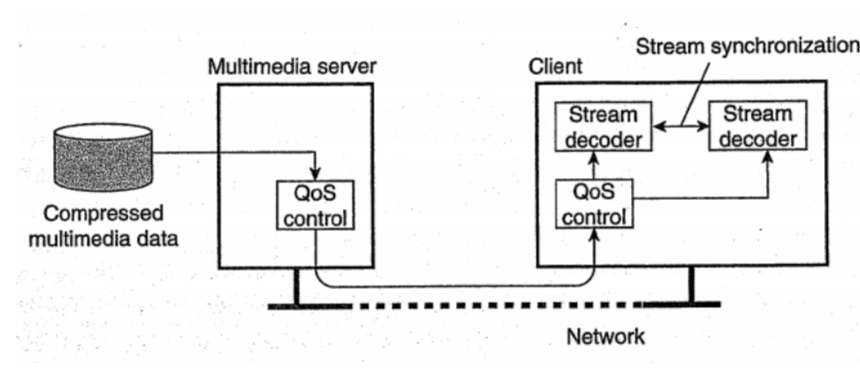 Stream synchronization
Multimedia server
Client
Stream
decoder
Stream
decoder
QoS
control
QoS
control
Compressed
multimedia data
Network